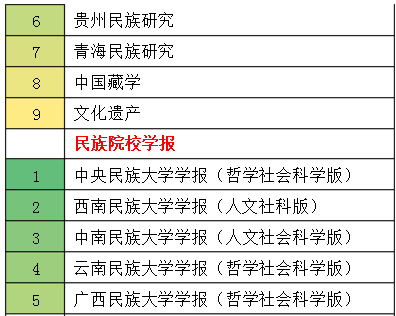 6 贵州民族研究
7 青海民族研究
8 中国藏学
9 文化遗产
民族院校学报
1 中央民族大学学报（哲学社会科学版）
2 西南民族大学学报（人文社科版）
3 中南民族大学学报（人文社会科学版）
4 云南民族大学学报（哲学社会科学版）
5 广西民族大学学报（哲学社会科学版）